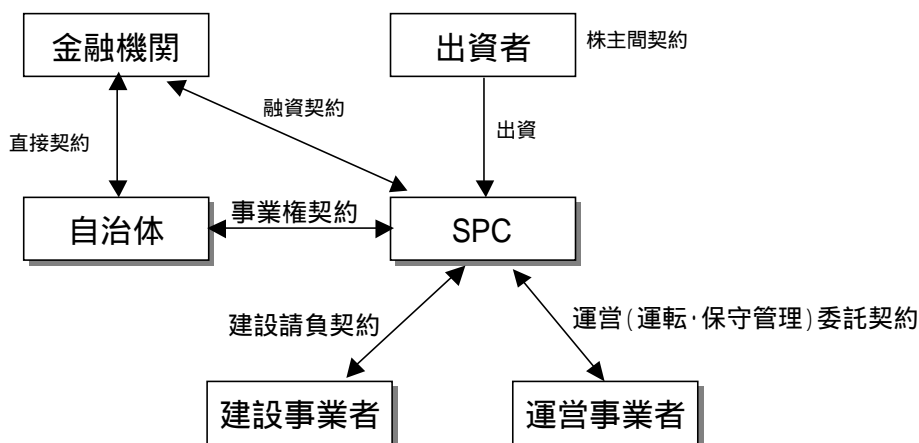 金融機関
出資者
株主間契約
融資契約
直接契約
出資
自治体
事業権契約
SPC
建設請負契約
運営(運転・保守管理)委託契約
建設事業者
運営事業者